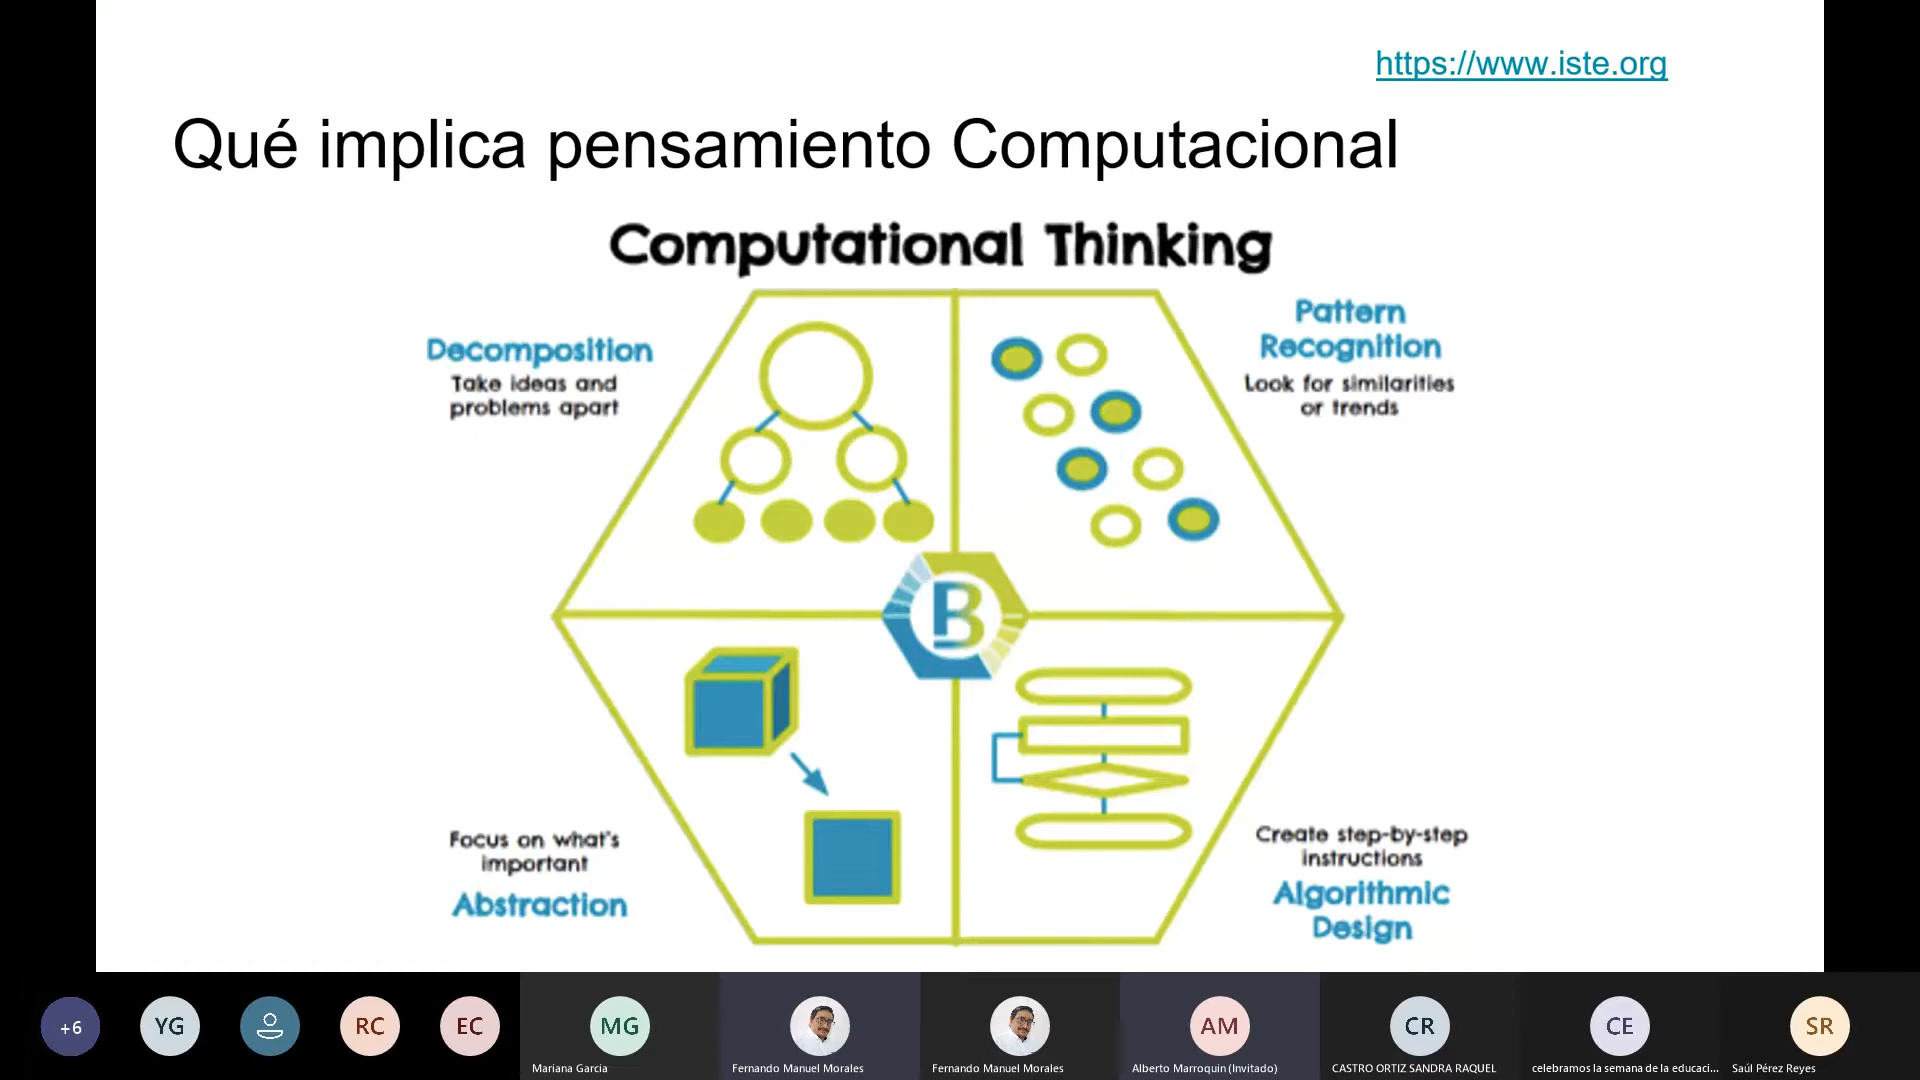 https://www.iste.org
Qué implica pensamiento Computacional
Computational Thinking
Decomposition
Take ideas and
problems apart
Pattern
Recognition
Look for similarities
or trends
B
Focus on what's
important
Abstraction
Create step-by-step
instructions
Algorithmic
Design
+6
YG
RC
EC
MG
AM
CR
CE
SR
Mariana Garcia
Fernando Manuel Morales
Fernando Manuel Morales
Alberto Marroquin (Invitado)
CASTRO ORTIZ SANDRA RAQUEL
celebramos la semana de la educaci...
Saúl Pérez Reyes